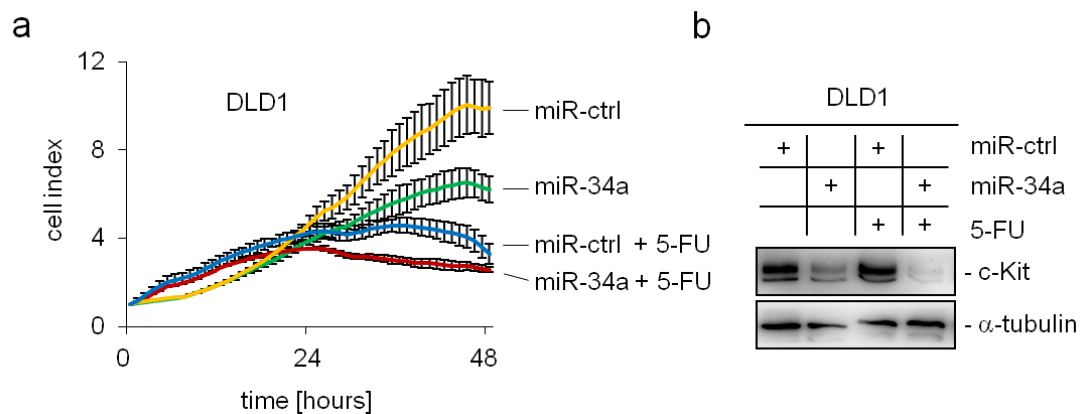 a
12
8
4
0
cell index
DLD1
0
24
48
time [hours]
miR-ctrl
miR-34a
miR-ctrl + 5-FU
miR-34a + 5-FU
b
DLD1
+ + miR-ctrl
+ + miR-34a
+ + 5-FU
- c-Kit
- α-tubulin